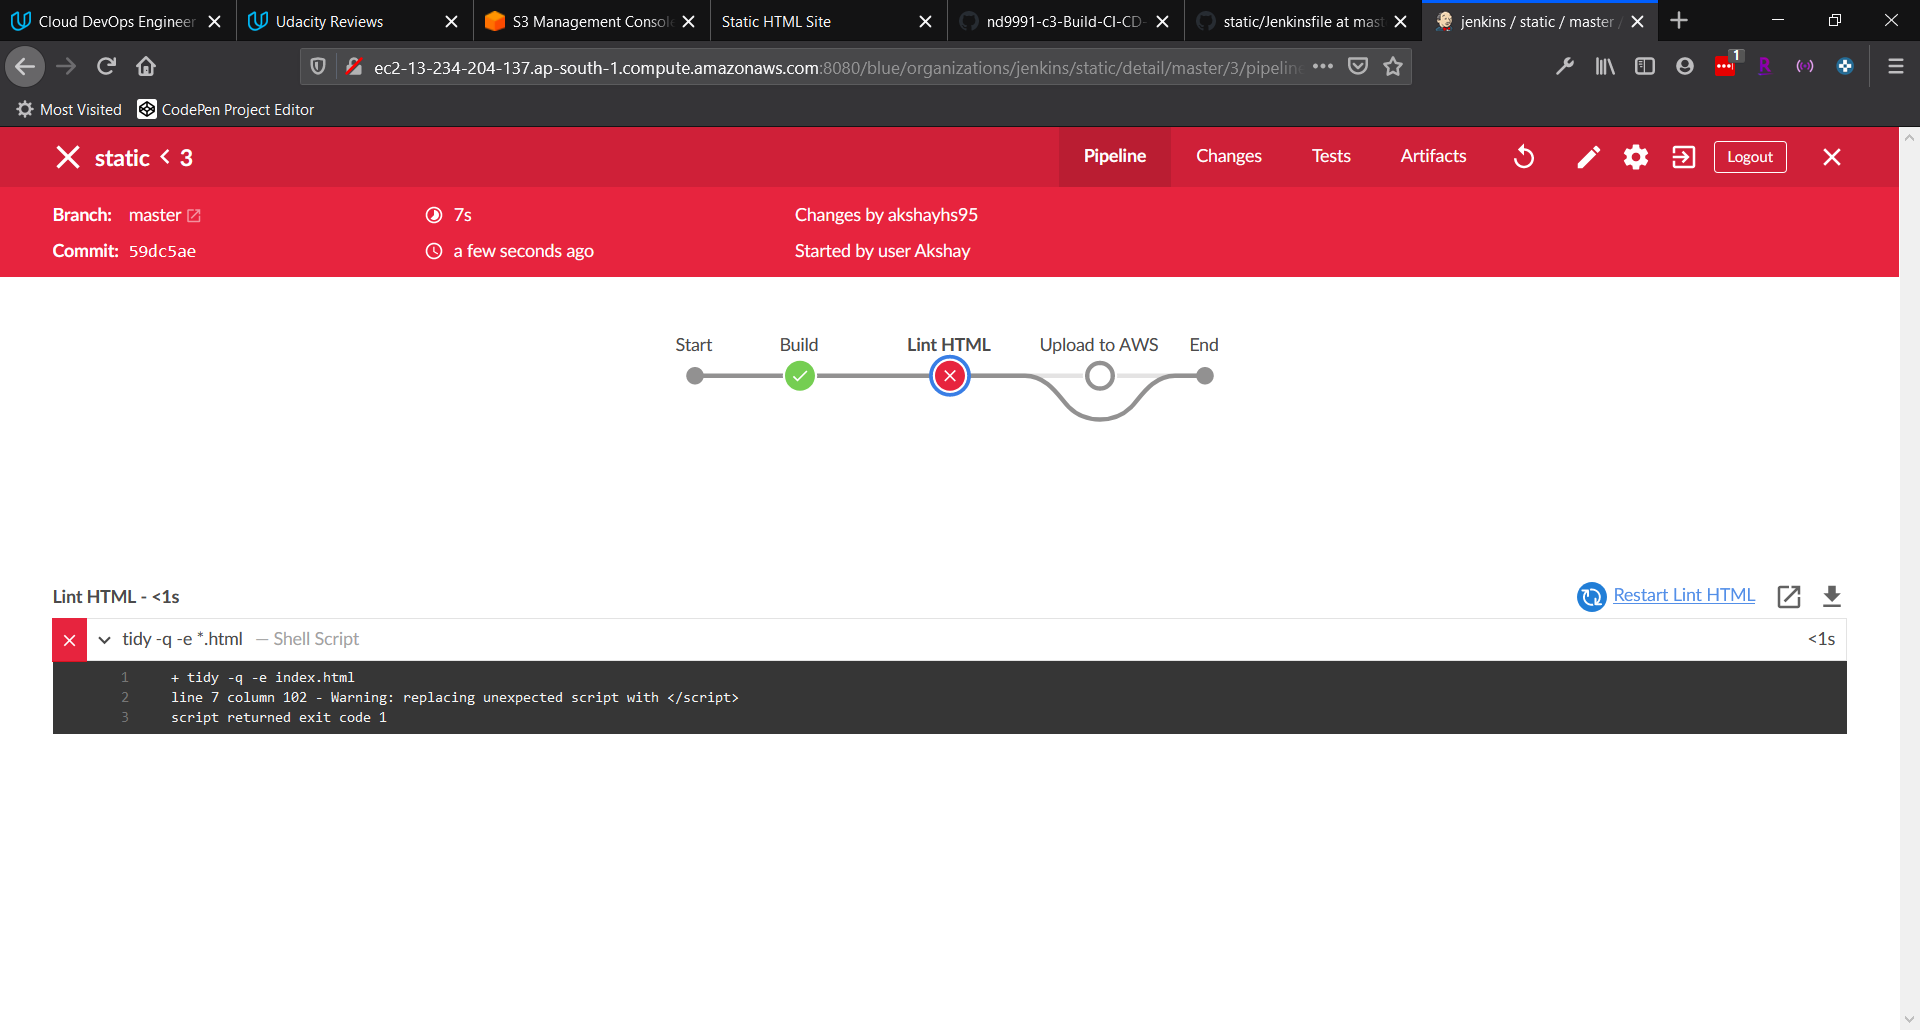 Cloud DevOps Engineer
Udacity Reviews
S3 Management Console
Static HTML Site
nd9991-c3-Build-CI-CD-
static/Jenkinsfile at mast
jenkins / static / master /
ec2-13-234-204-137.ap-south-1.compute.amazonaws.com:8080/blue/organizations/jenkins/static/detail/master/3/pipeline
1
Most Visited
CodePen Project Editor
static < 3
Pipeline
Changes
Tests
Artifacts
Logout
Branch: master
7s
Changes by akshayhs95
Commit: 59dc5ae
a few seconds ago
Started by user Akshay
Start
Build
Lint HTML
Upload to AWS
End
Lint HTML - <1s
Restart Lint HTML
tidy -q -e *.html — Shell Script
<1s
1 + tidy -q -e index.html
2 line 7 column 102 - Warning: replacing unexpected script with </script>
3 script returned exit code 1